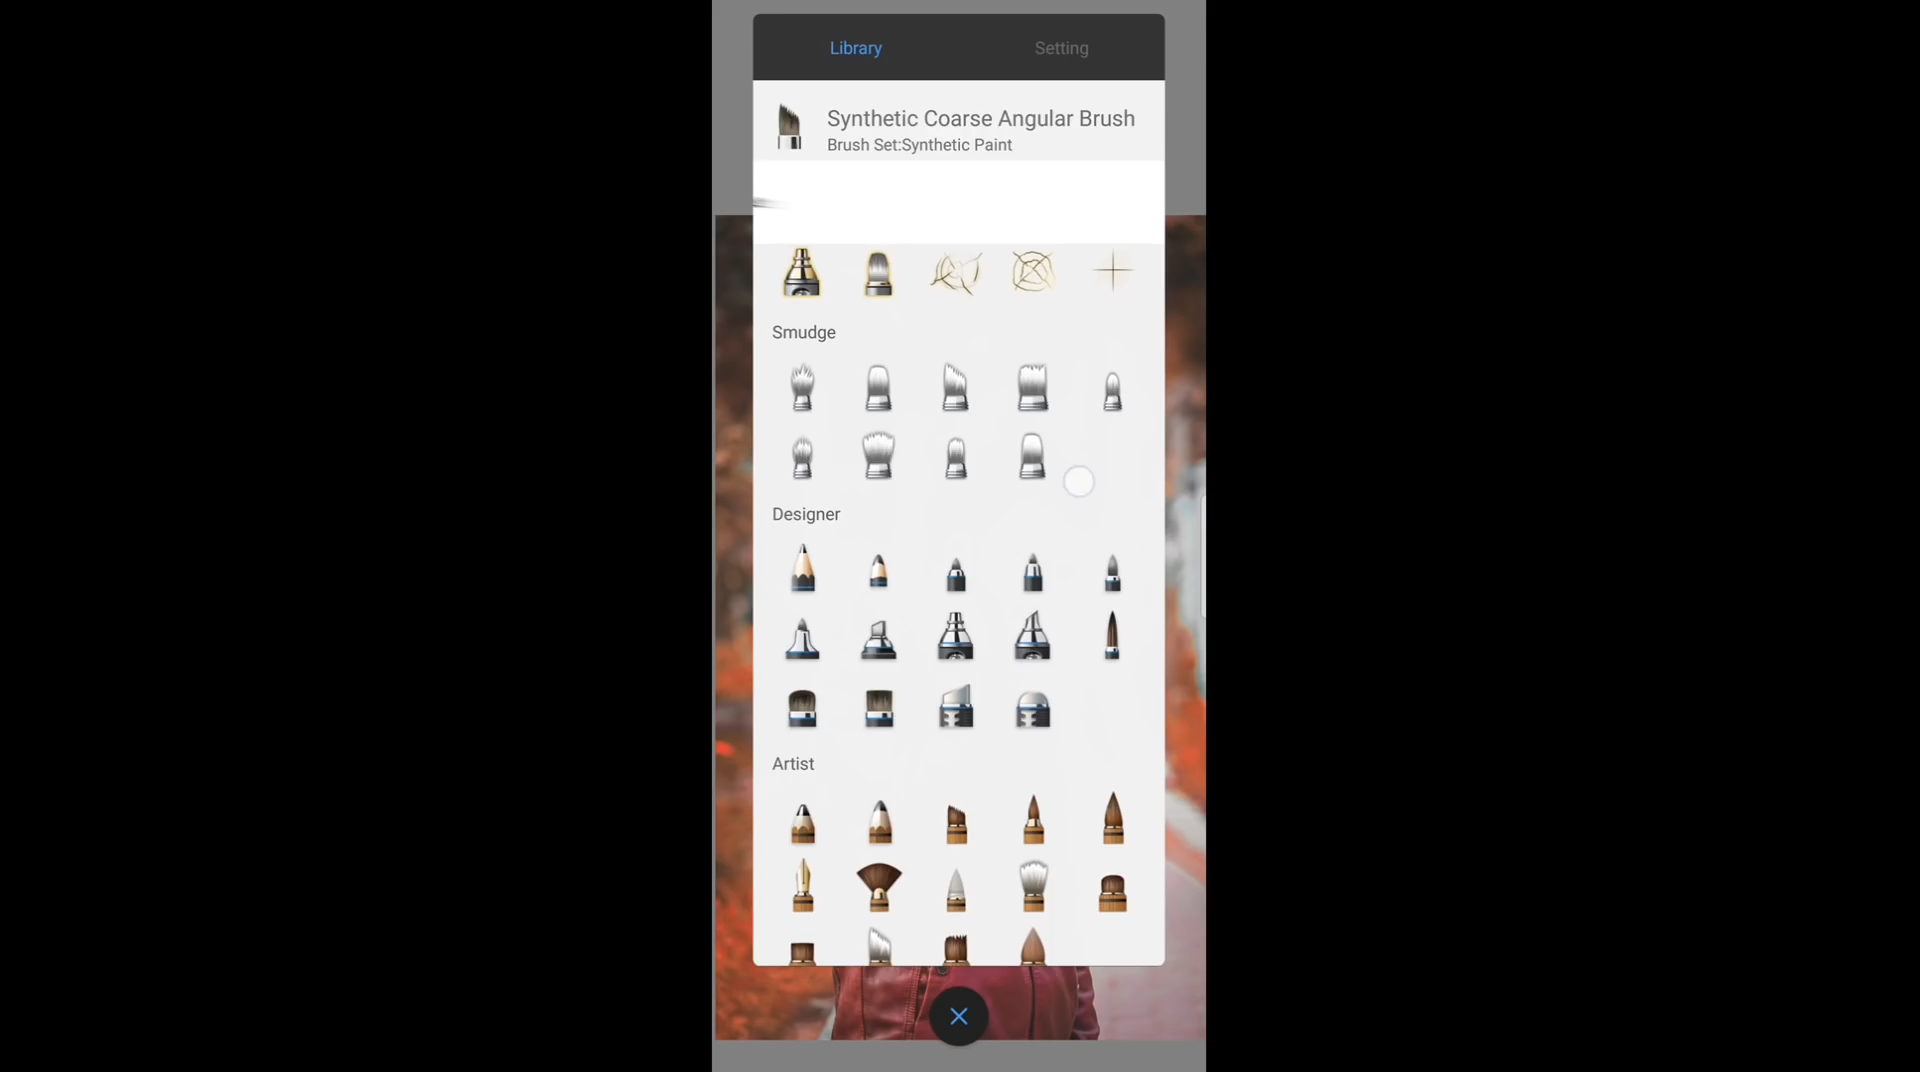 Library
Setting
Synthetic Coarse Angular Brush
Brush Set:Synthetic Paint
Smudge
Designer
Artist